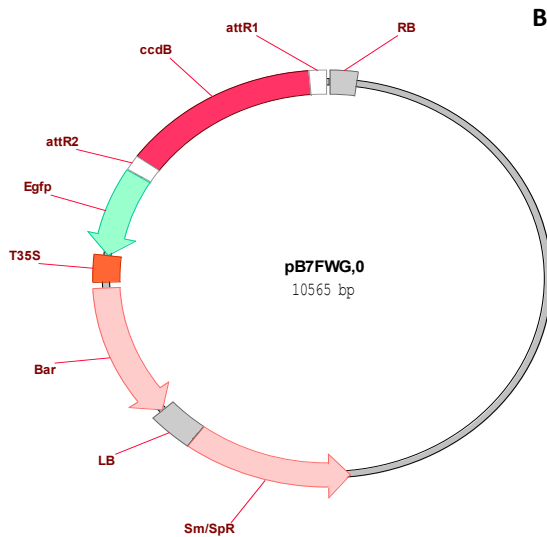 B
attR1
RB
ccdB
attR2
Egfp
T35S
pB7FWG,0
10565 bp
Bar
LB
Sm/SpR